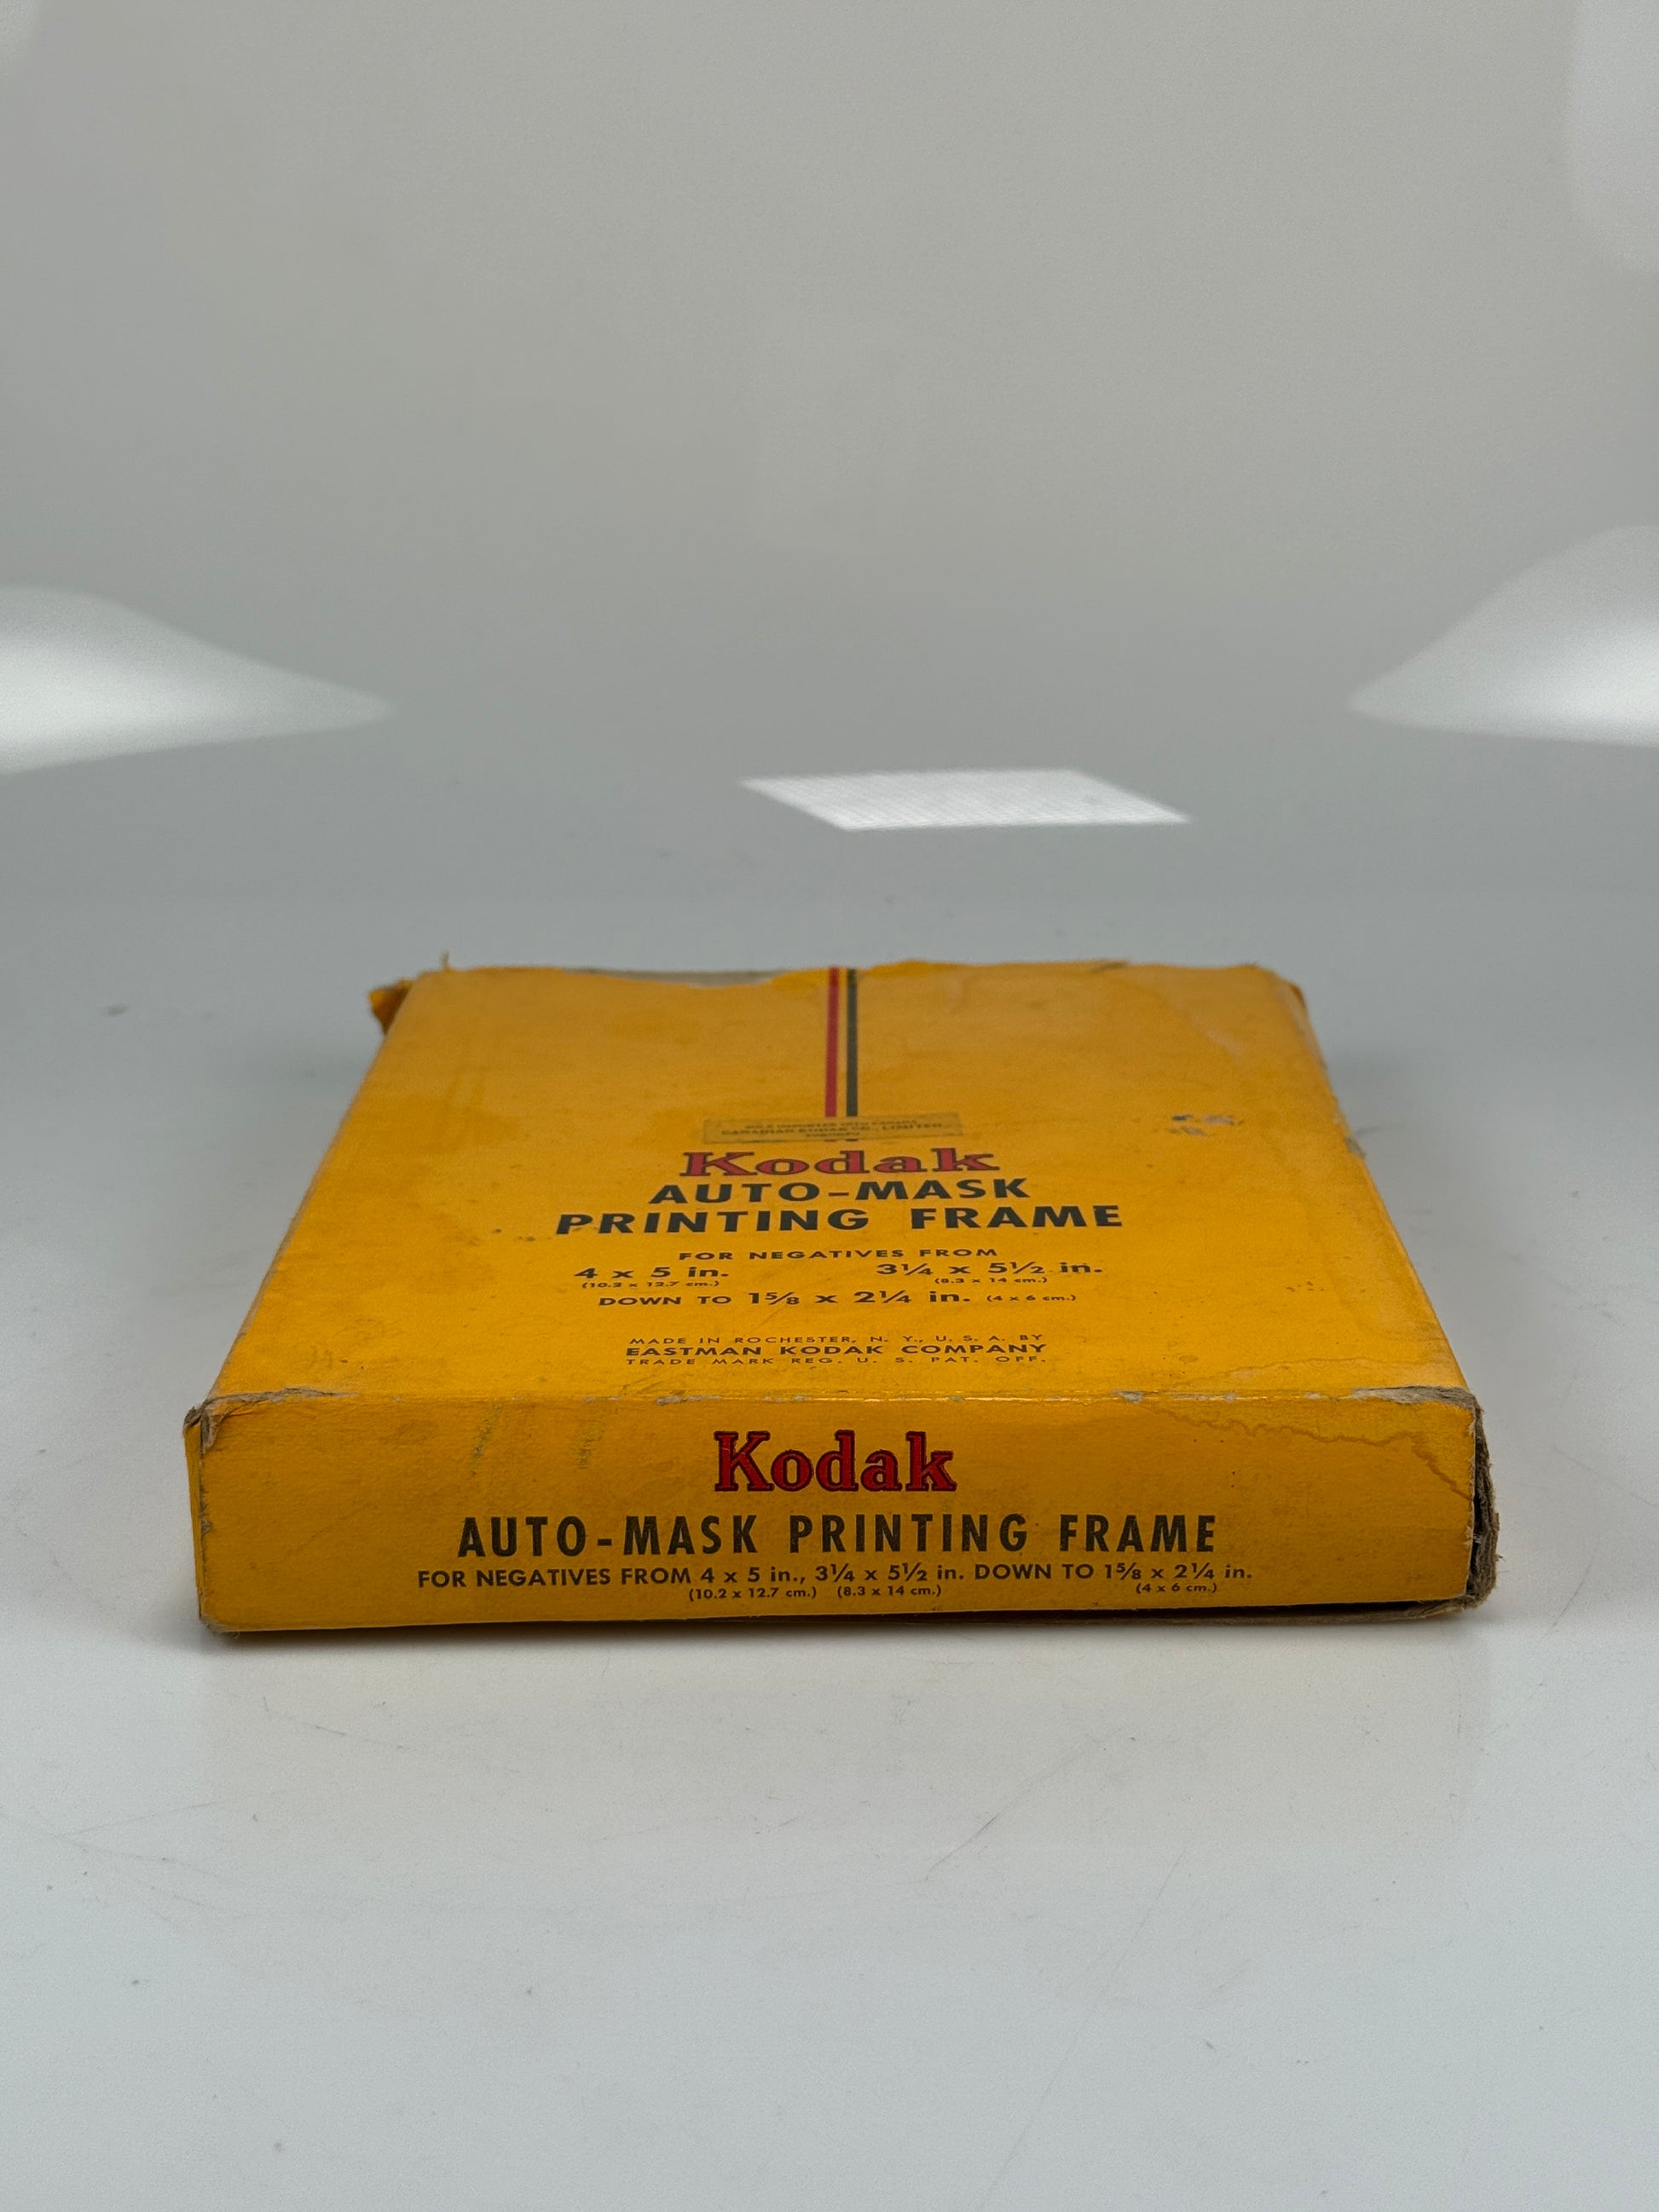 CANADIAN KODAK CO., LIMITED
Kodak
AUTO-MASK
PRINTING FRAME
FOR NEGATIVES FROM
4 x 5 in. 3¼ x 5½ in.
(10.2 x 12.7 cm.) (8.3 x 14 cm.)
DOWN TO 1⅝ x 2¼ in. (4 x 6 cm.)
MADE IN ROCHESTER, N. Y., U. S. A. BY
EASTMAN KODAK COMPANY
TRADE MARK REG. U. S. PAT. OFF.
Kodak
AUTO-MASK PRINTING FRAME
FOR NEGATIVES FROM 4 x 5 in., 3¼ x 5½ in. DOWN TO 1⅝ x 2¼ in.
(10.2 x 12.7 cm.) (8.3 x 14 cm.) (4 x 6 cm.)